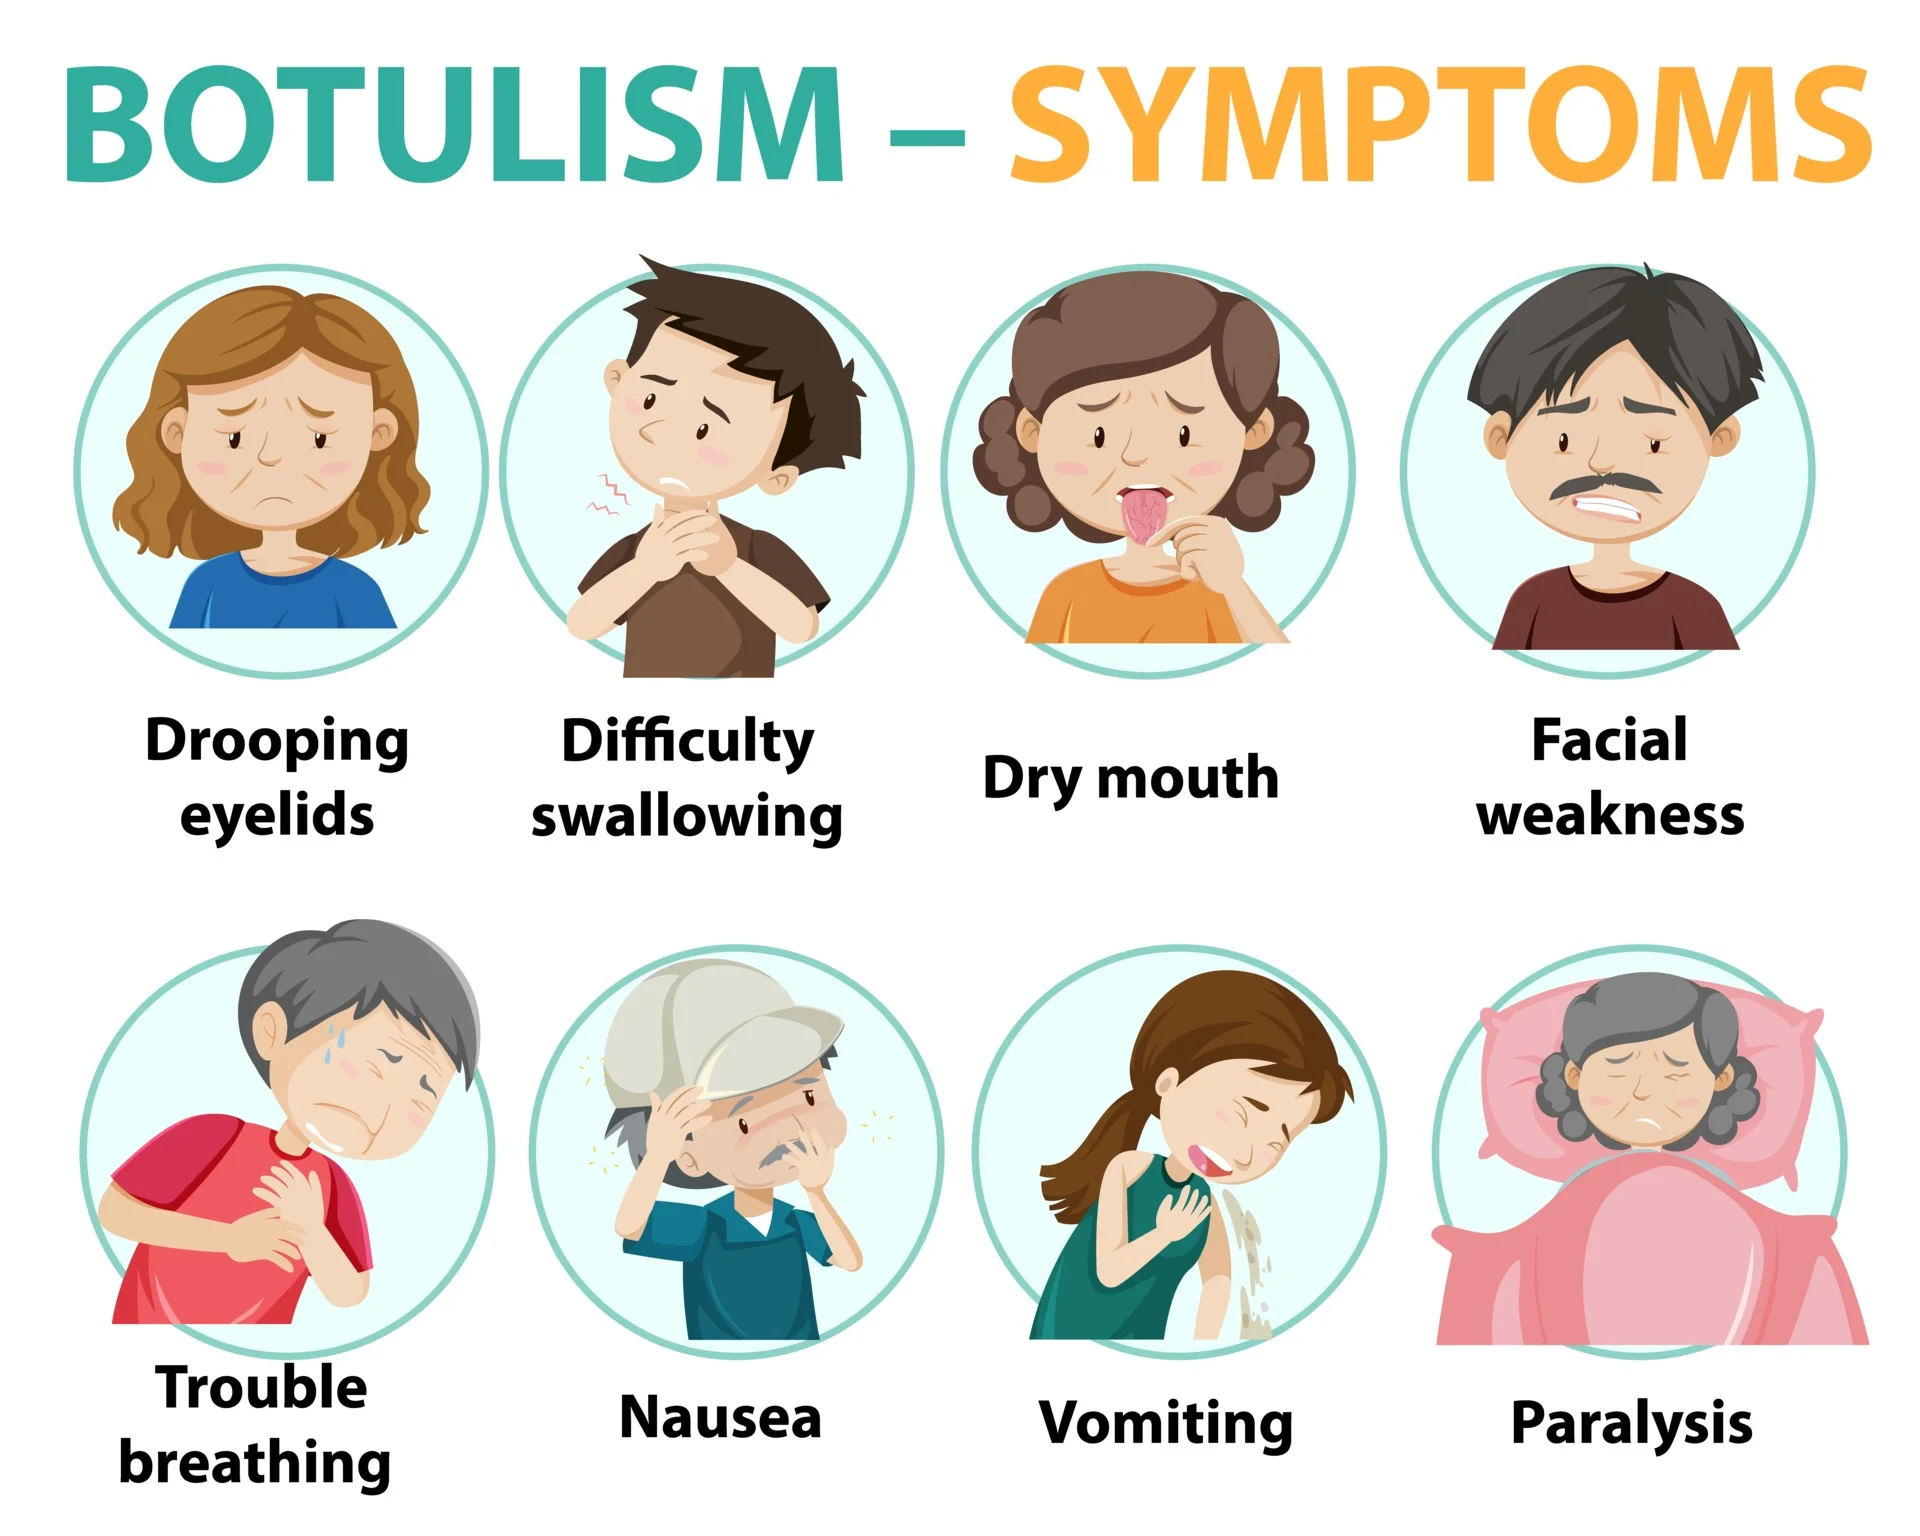 BOTULISM – SYMPTOMS
Drooping
eyelids
Difficulty
swallowing
Dry mouth
Facial
weakness
Trouble
breathing
Nausea
Vomiting
Paralysis